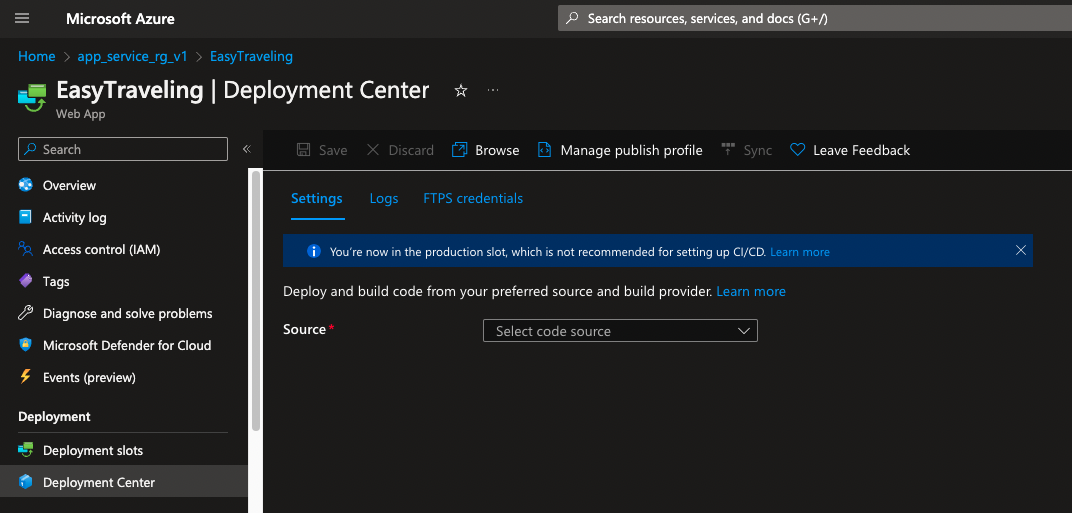 Microsoft Azure
Search resources, services, and docs (G+/)
Home > app_service_rg_v1 > EasyTraveling
EasyTraveling | Deployment Center
Web App
Search
«
Save Discard Browse Manage publish profile Sync Leave Feedback
Overview
Activity log
Access control (IAM)
Tags
Diagnose and solve problems
Microsoft Defender for Cloud
Events (preview)
Deployment
Deployment slots
Deployment Center
Settings Logs FTPS credentials
You're now in the production slot, which is not recommended for setting up CI/CD. Learn more
Deploy and build code from your preferred source and build provider. Learn more
Source *
Select code source